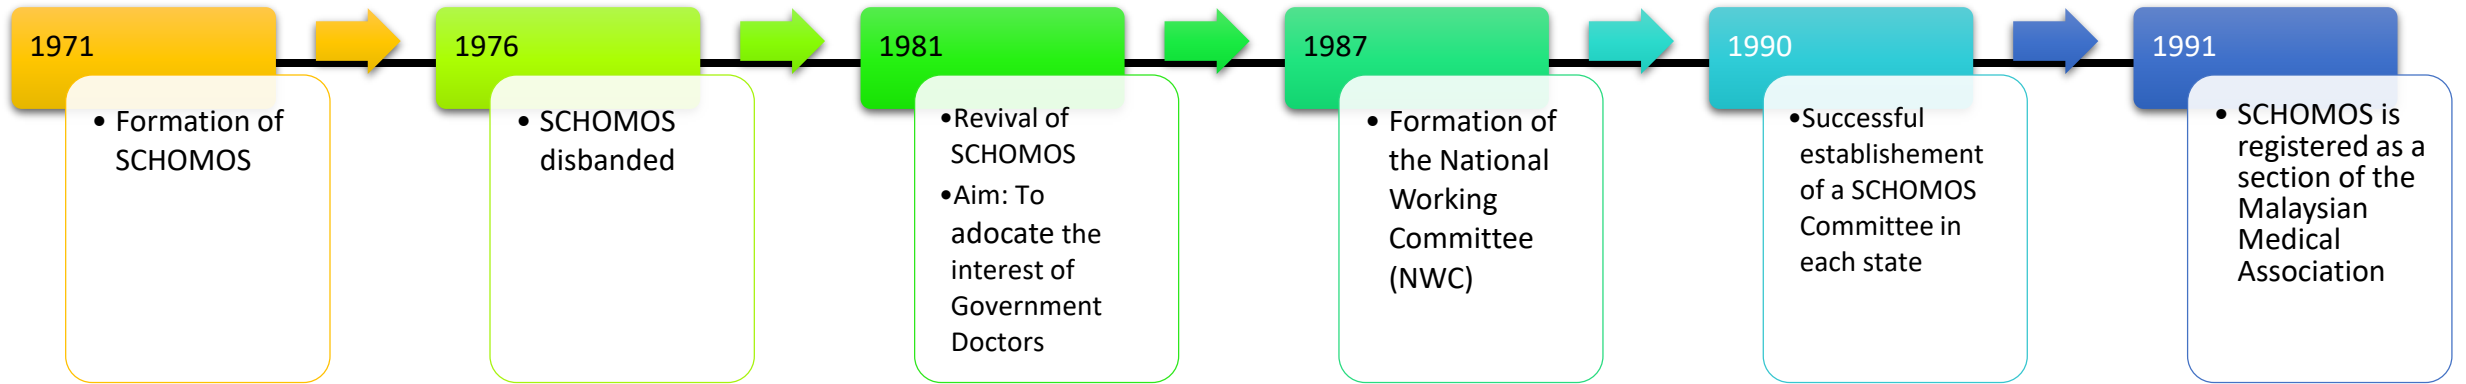 1971
• Formation of
SCHOMOS
1976
• SCHOMOS
disbanded
1981
•Revival of
SCHOMOS
•Aim: To
adocate the
interest of
Government
Doctors
1987
• Formation of
the National
Working
Committee
(NWC)
1990
•Successful
establishement
of a SCHOMOS
Committee in
each state
1991
• SCHOMOS is
registered as a
section of the
Malaysian
Medical
Association